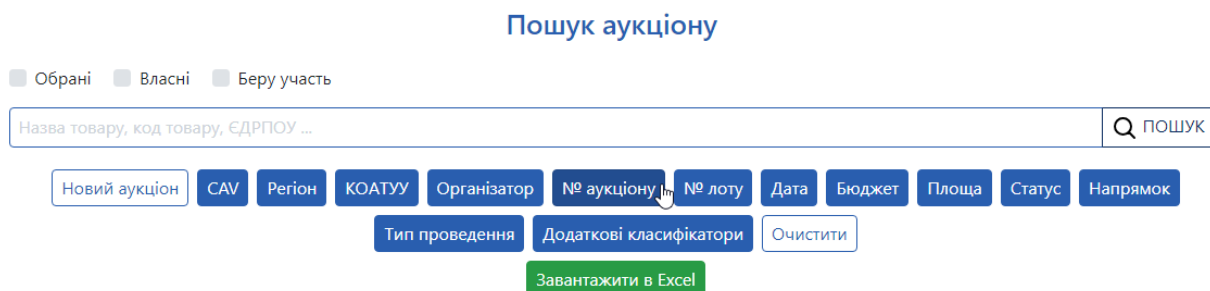 Пошук аукціону
Обрані Власні Беру участь
Назва товару, код товару, ЄДРПОУ ... ПОШУК
Новий аукціон CAV Регіон КОАТУУ Організатор № аукціону № лоту Дата Бюджет Площа Статус Напрямок
Тип проведення Додаткові класифікатори Очистити
Завантажити в Excel